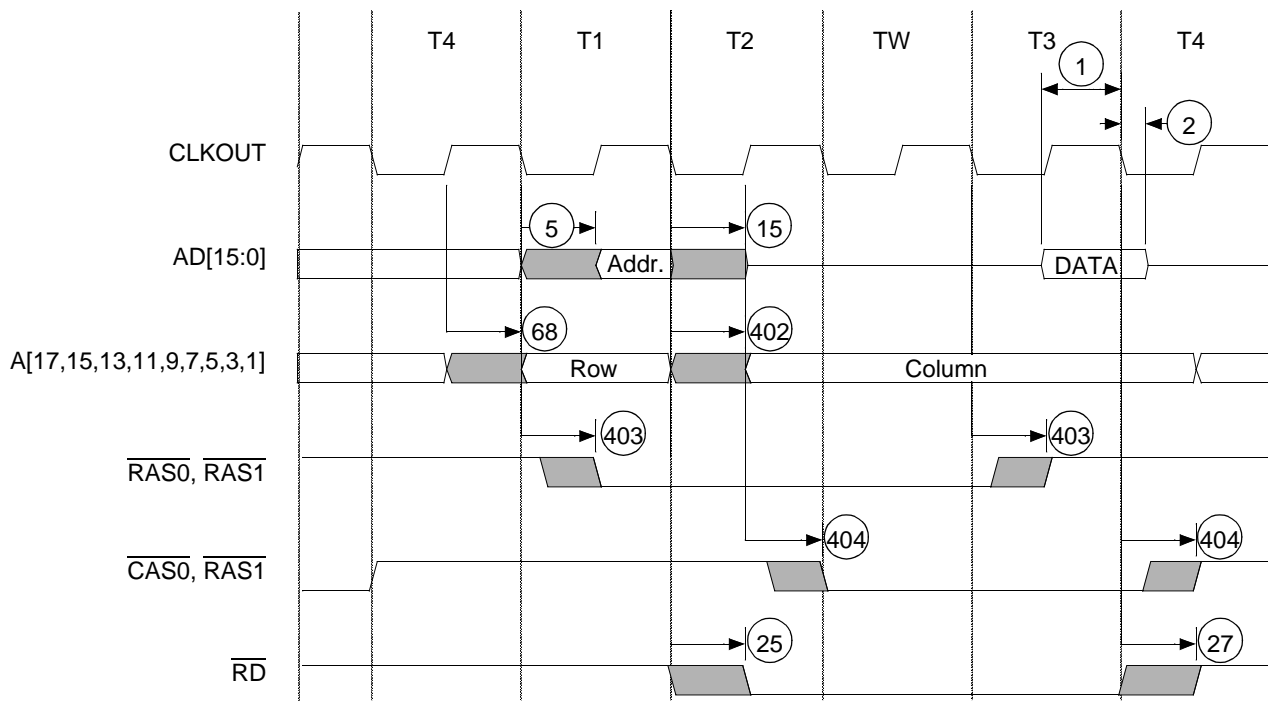 T4 T1 T2 TW T3 T4
1
2
CLKOUT
5 15
AD[15:0] Addr. DATA
68 402
A[17,15,13,11,9,7,5,3,1] Row Column
403 403
RAS0, RAS1
404 404
CAS0, RAS1
25 27
RD